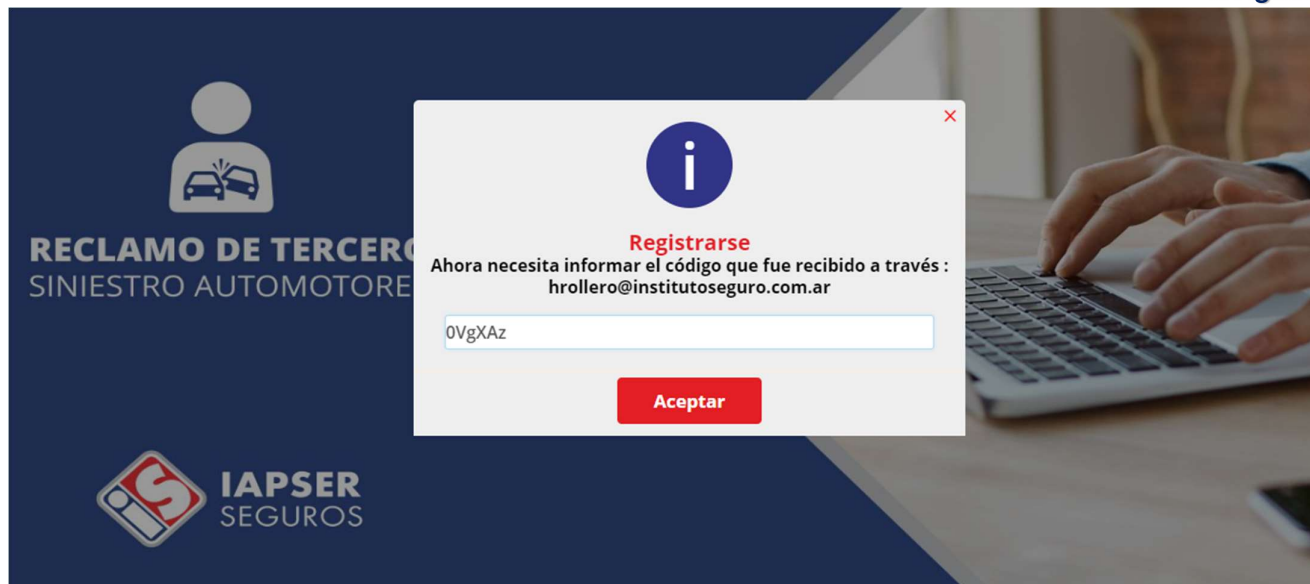 RECLAMO DE TERCERO
SINIESTRO AUTOMOTORE
×
i
Registrarse
Ahora necesita informar el código que fue recibido a través :
hrollero@institutoseguro.com.ar
0VgXAz
Aceptar
iS
IAPSER
SEGUROS